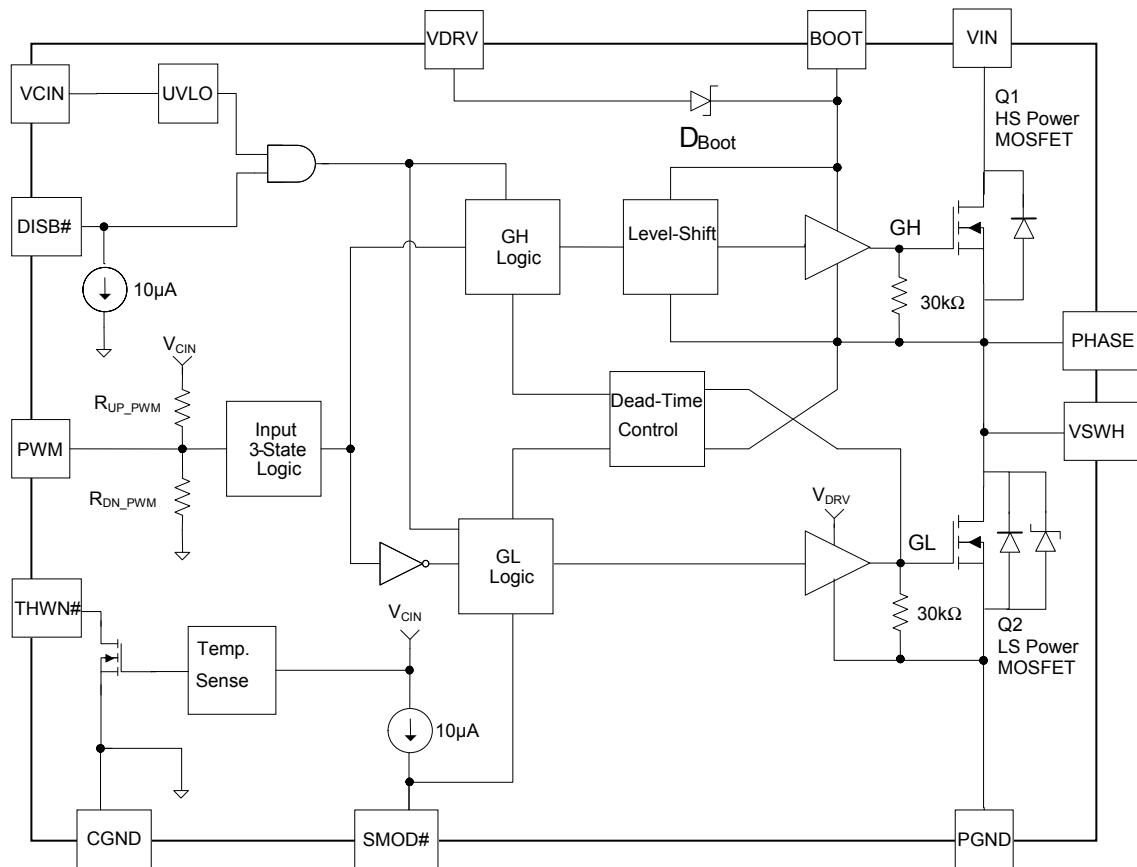 VDRV
BOOT
VIN
VCIN
UVLO
Q1
HS Power
MOSFET
DBoot
DISB#
GH
Logic
Level-Shift
GH
10µA
30kΩ
VCIN
PHASE
RUP_PWM
Dead-Time
Control
Input
3-State
Logic
PWM
VSWH
RDN_PWM
VDRV
GL
Logic
GL
THWN#
VCIN
30kΩ
Q2
LS Power
MOSFET
Temp.
Sense
10µA
CGND
SMOD#
PGND